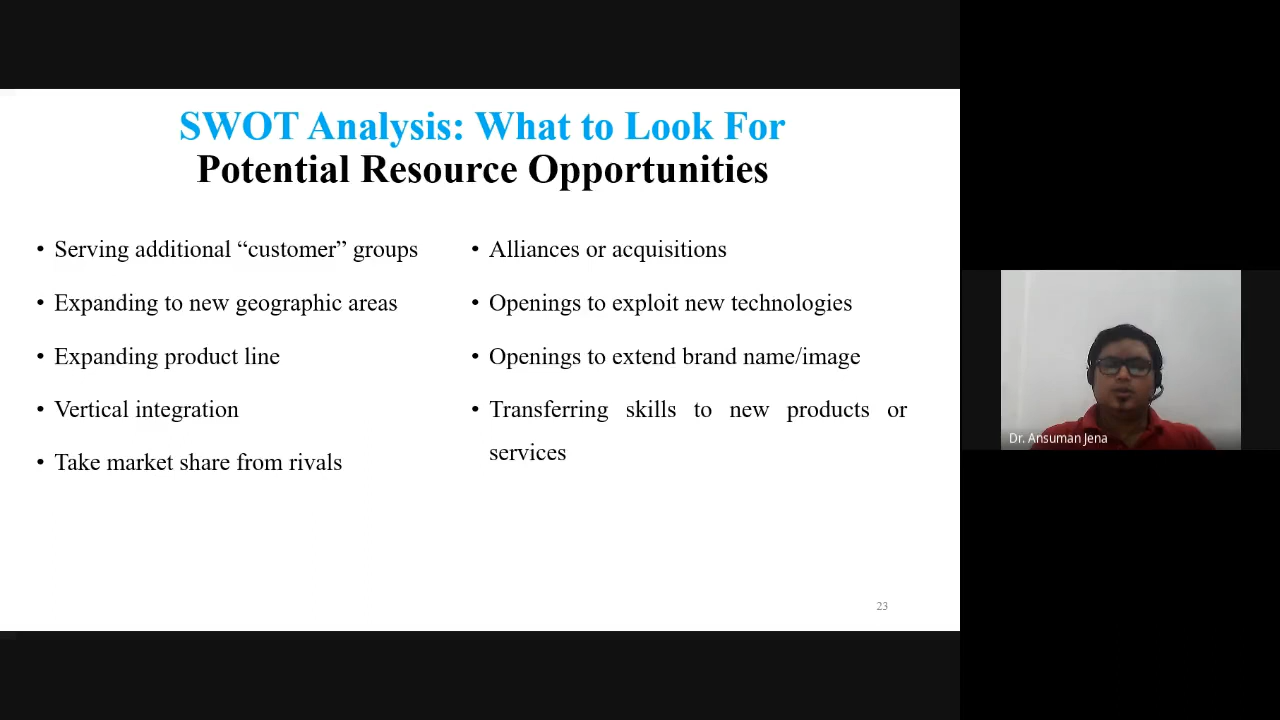 SWOT Analysis: What to Look For
Potential Resource Opportunities
• Serving additional “customer” groups
• Expanding to new geographic areas
• Expanding product line
• Vertical integration
• Take market share from rivals
• Alliances or acquisitions
• Openings to exploit new technologies
• Openings to extend brand name/image
• Transferring skills to new products or
services
23
Dr. Ansuman Jena